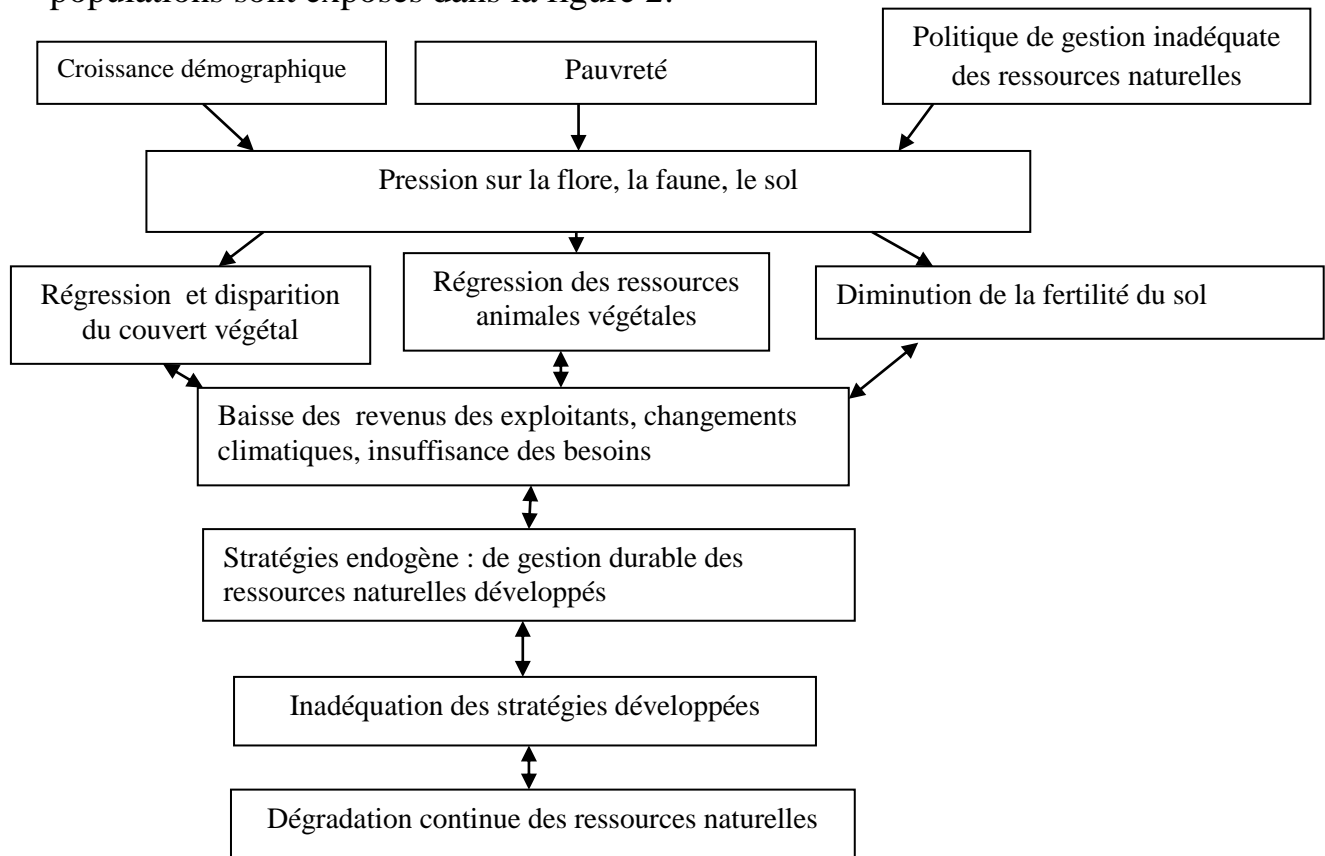 populations sont exposés dans la figure 2.
Croissance démographique
Pauvreté
Politique de gestion inadéquate
des ressources naturelles
Pression sur la flore, la faune, le sol
Régression et disparition
du couvert végétal
Régression des ressources
animales végétales
Diminution de la fertilité du sol
Baisse des revenus des exploitants, changements
climatiques, insuffisance des besoins
Stratégies endogène : de gestion durable des
ressources naturelles développés
Inadéquation des stratégies développées
Dégradation continue des ressources naturelles